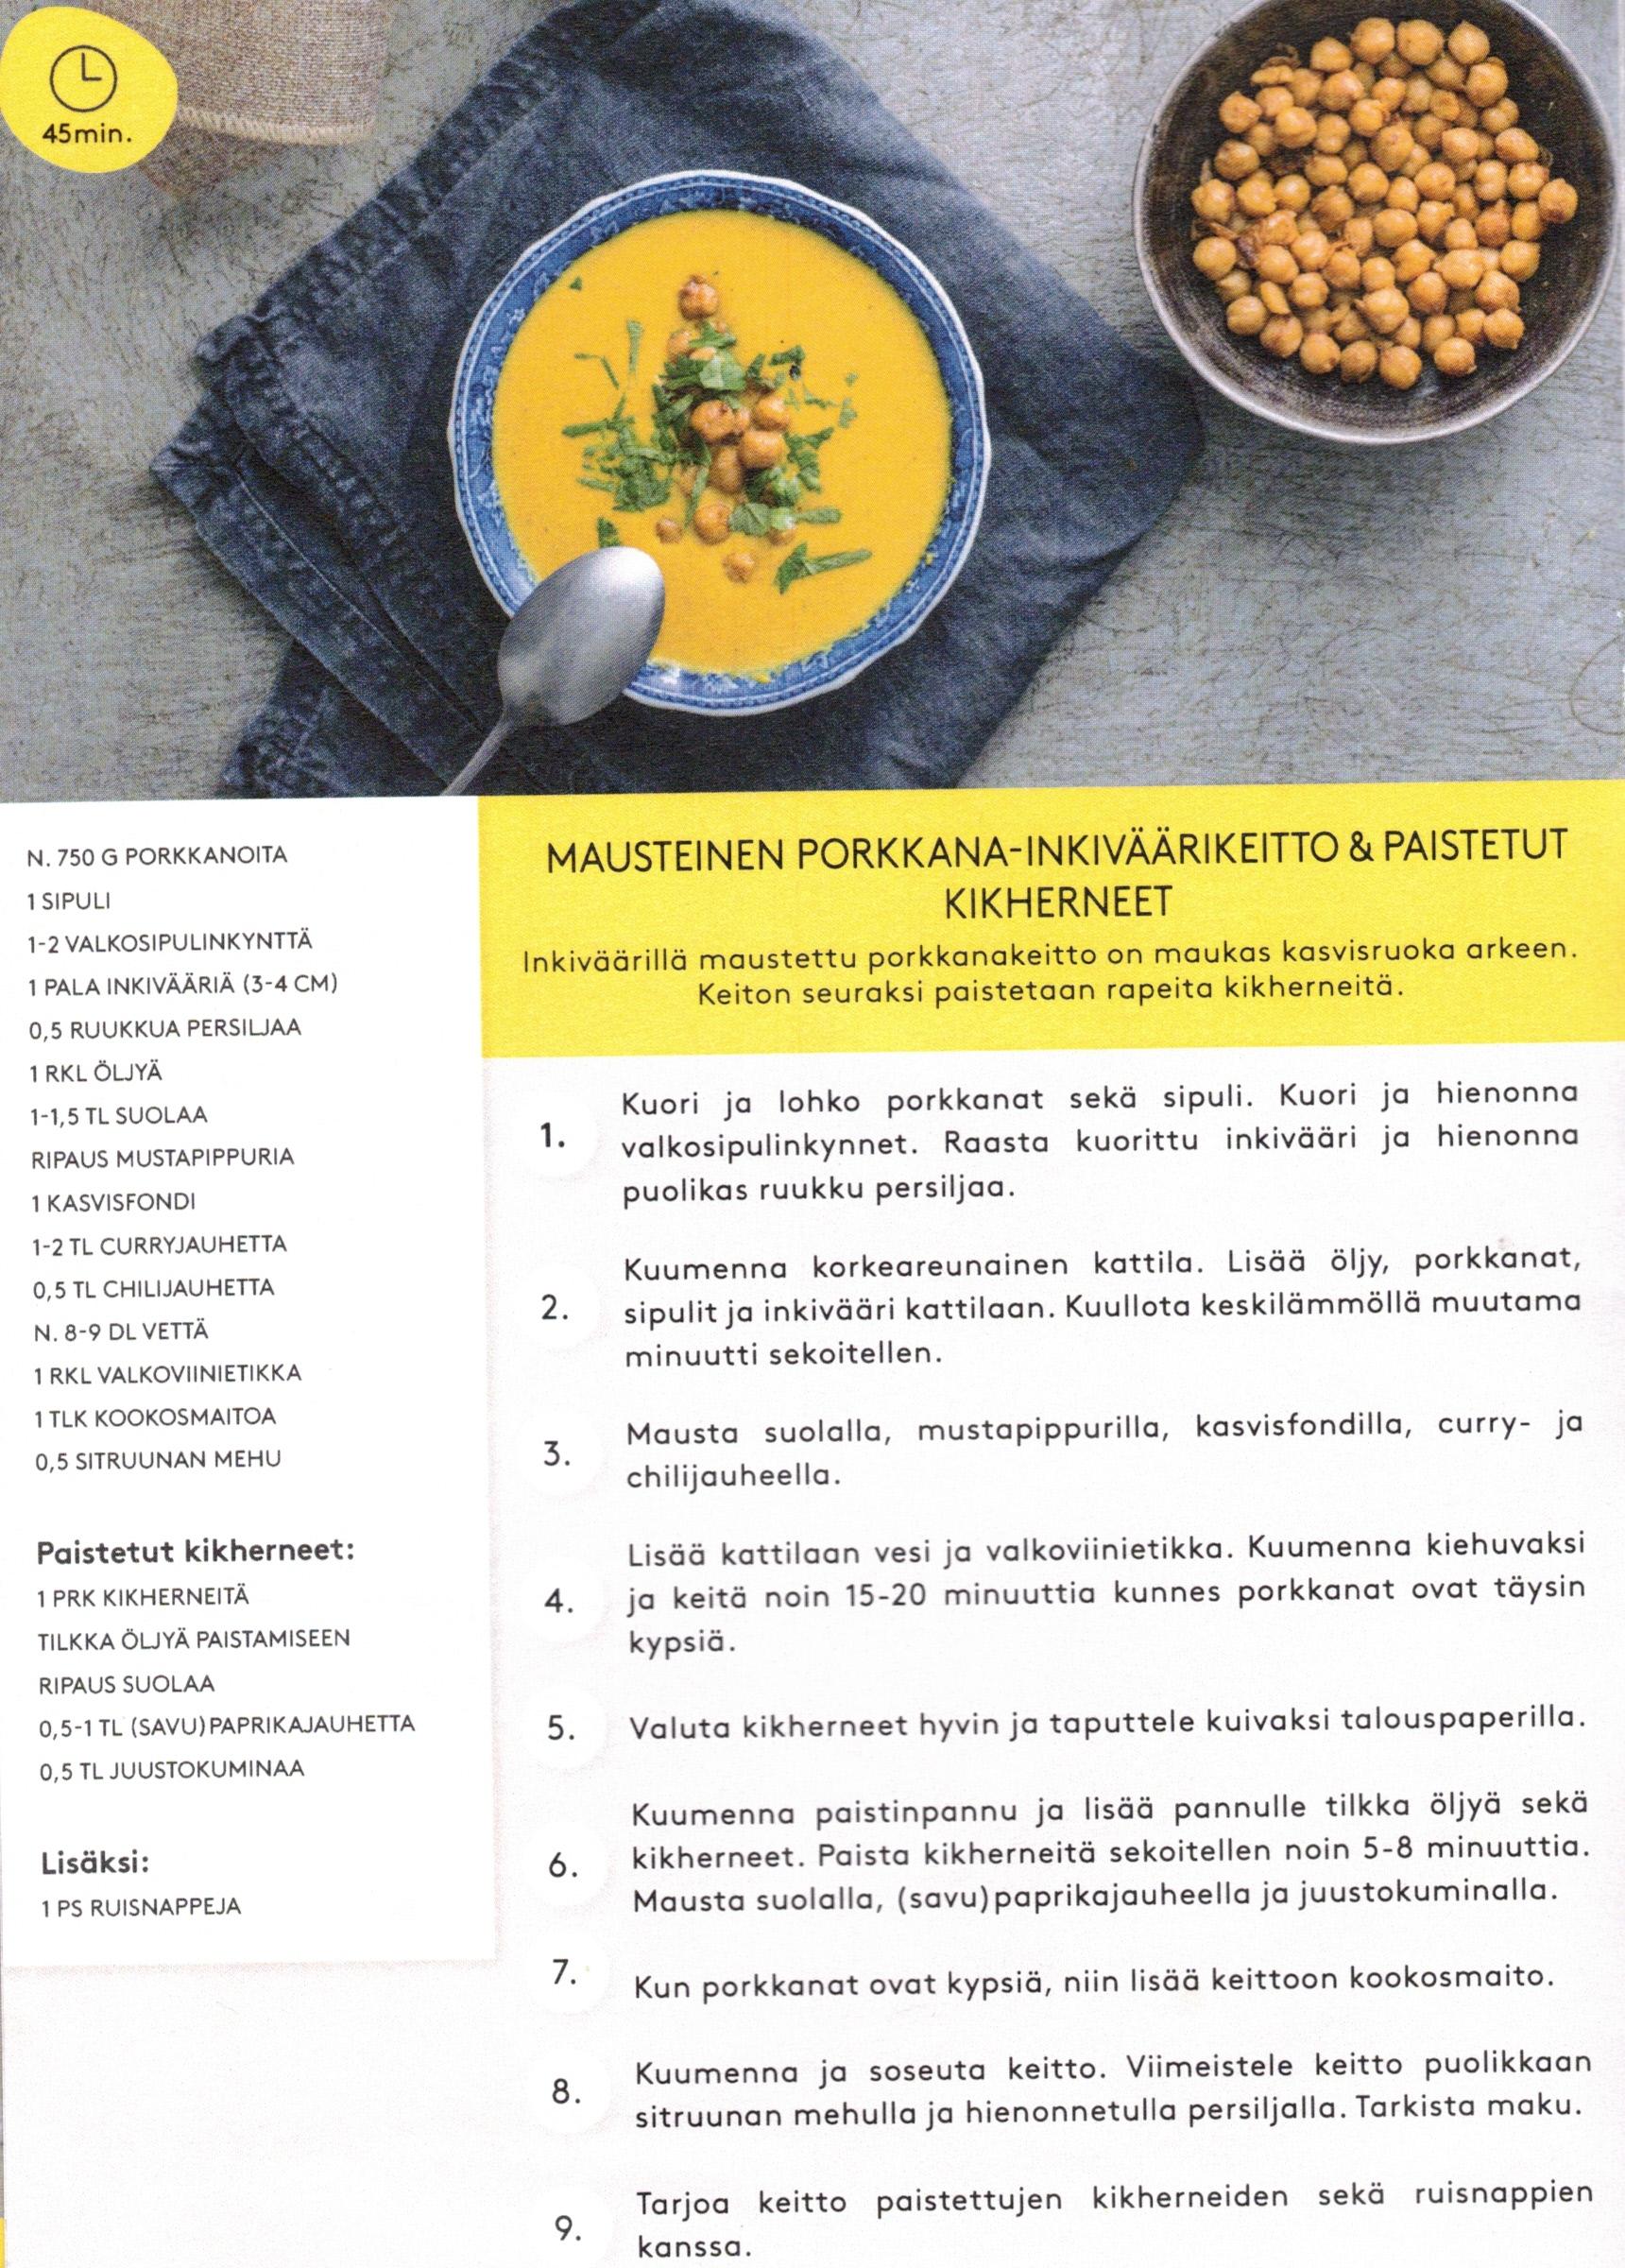 45min.
N. 750 G PORKKANOITA
1 SIPULI
1-2 VALKOSIPULINKYNTTÄ
1 PALA INKIVÄÄRIÄ (3-4 CM)
0,5 RUUKKUA PERSILJAA
1 RKL ÖLJYÄ
1-1,5 TL SUOLAA
RIPAUS MUSTAPIPPURIA
1 KASVISFONDI
1-2 TL CURRYJAUHETTA
0,5 TL CHILIJAUHETTA
N. 8-9 DL VETTÄ
1 RKL VALKOVIINIETIKKA
1 TLK KOOKOSMAITOA
0,5 SITRUUNAN MEHU
Paistetut kikherneet:
1 PRK KIKHERNEITÄ
TILKKA ÖLJYÄ PAISTAMISEEN
RIPAUS SUOLAA
0,5-1 TL (SAVU)PAPRIKAJAUHETTA
0,5 TL JUUSTOKUMINAA
Lisäksi:
1 PS RUISNAPPEJA
MAUSTEINEN PORKKANA-INKIVÄÄRIKEITTO & PAISTETUT
KIKHERNEET
Inkiväärillä maustettu porkkanakeitto on maukas kasvisruoka arkeen.
Keiton seuraksi paistetaan rapeita kikherneitä.
1.
Kuori ja lohko porkkanat sekä sipuli. Kuori ja hienonna
valkosipulinkynnet. Raasta kuorittu inkivääri ja hienonna
puolikas ruukku persiljaa.
2.
Kuumenna korkeareunainen kattila. Lisää öljy, porkkanat,
sipulit ja inkivääri kattilaan. Kuullota keskilämmöllä muutama
minuutti sekoitellen.
3.
Mausta suolalla, mustapippurilla, kasvisfondilla, curry- ja
chilijauheella.
4.
Lisää kattilaan vesi ja valkoviinietikka. Kuumenna kiehuvaksi
ja keitä noin 15-20 minuuttia kunnes porkkanat ovat täysin
kypsiä.
5.
Valuta kikherneet hyvin ja taputtele kuivaksi talouspaperilla.
6.
Kuumenna paistinpannu ja lisää pannulle tilkka öljyä sekä
kikherneet. Paista kikherneitä sekoitellen noin 5-8 minuuttia.
Mausta suolalla, (savu)paprikajauheella ja juustokuminalla.
7.
Kun porkkanat ovat kypsiä, niin lisää keittoon kookosmaito.
8.
Kuumenna ja soseuta keitto. Viimeistele keitto puolikkaan
sitruunan mehulla ja hienonnetulla persiljalla. Tarkista maku.
9.
Tarjoa keitto paistettujen kikherneiden sekä ruisnappien
kanssa.